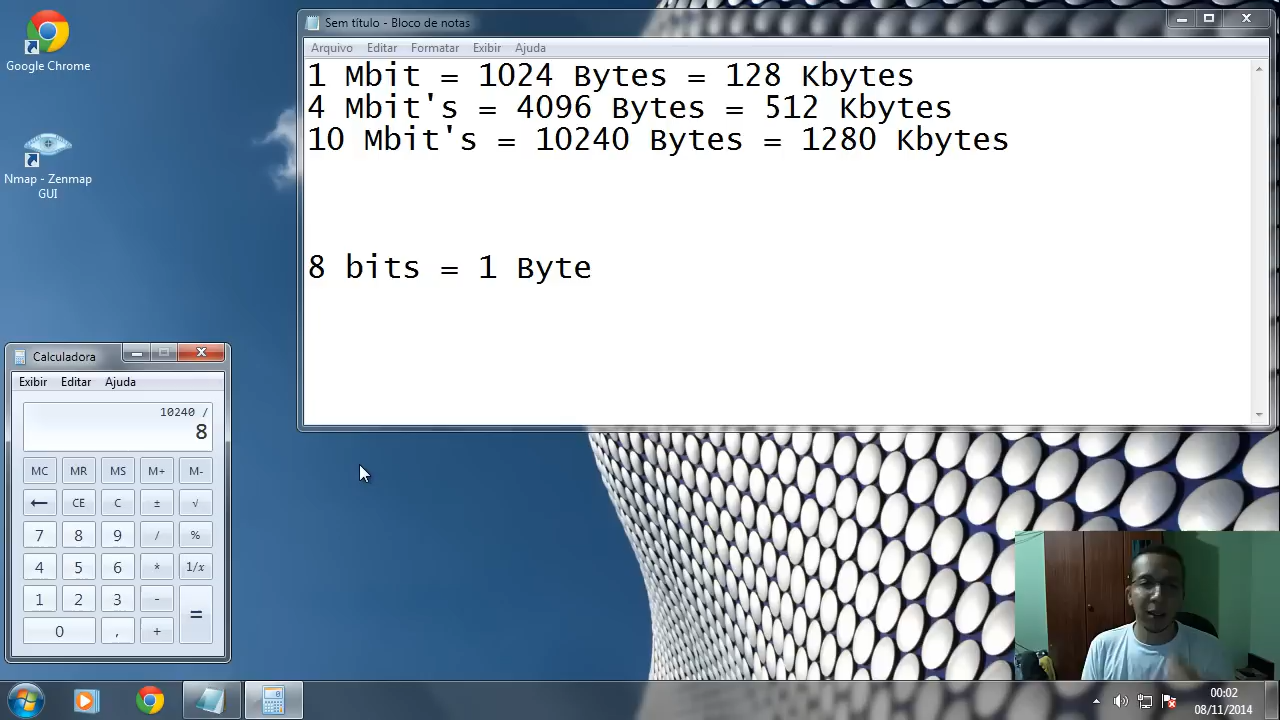 Google Chrome
Nmap - Zenmap
GUI
Sem título - Bloco de notas
Arquivo Editar Formatar Exibir Ajuda
1 Mbit = 1024 Bytes = 128 Kbytes
4 Mbit's = 4096 Bytes = 512 Kbytes
10 Mbit's = 10240 Bytes = 1280 Kbytes
8 bits = 1 Byte
Calculadora
Exibir Editar Ajuda
10240 /
8
MC MR MS M+ M-
← CE C ± √
7 8 9 / %
4 5 6 * 1/x
1 2 3 - =
0 , +
00:02
08/11/2014